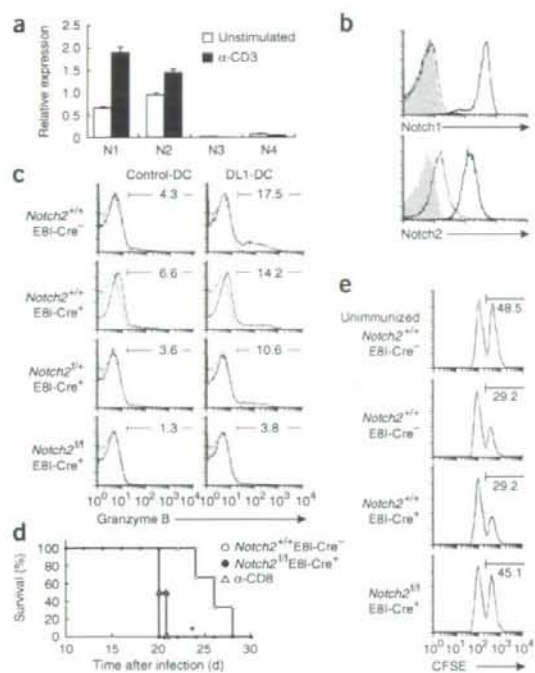 a
Unstimulated
α-CD3
Relative expression
2.5
2.0
1.5
1.0
0.5
0
N1 N2 N3 N4
b
Notch1
Notch2
c
Control-DC DL1-DC
Notch2+/+
E8I-Cre−
4.3 17.5
Notch2+/+
E8I-Cre+
6.6 14.2
Notch2f/+
E8I-Cre+
3.6 10.6
Notch2f/f
E8I-Cre+
1.3 3.8
10⁰ 10¹ 10² 10³ 10⁴ 10⁰ 10¹ 10² 10³ 10⁴
Granzyme B
d
Survival (%)
100
80
60
40
20
0
10 15 20 25 30
Time after infection (d)
Notch2+/+E8I-Cre−
Notch2f/fE8I-Cre+
α-CD8
*
e
Unimmunized
Notch2+/+
E8I-Cre−
48.5
Notch2+/+
E8I-Cre−
29.2
Notch2+/+
E8I-Cre+
29.2
Notch2f/f
E8I-Cre+
45.1
10⁰ 10¹ 10² 10³ 10⁴
CFSE